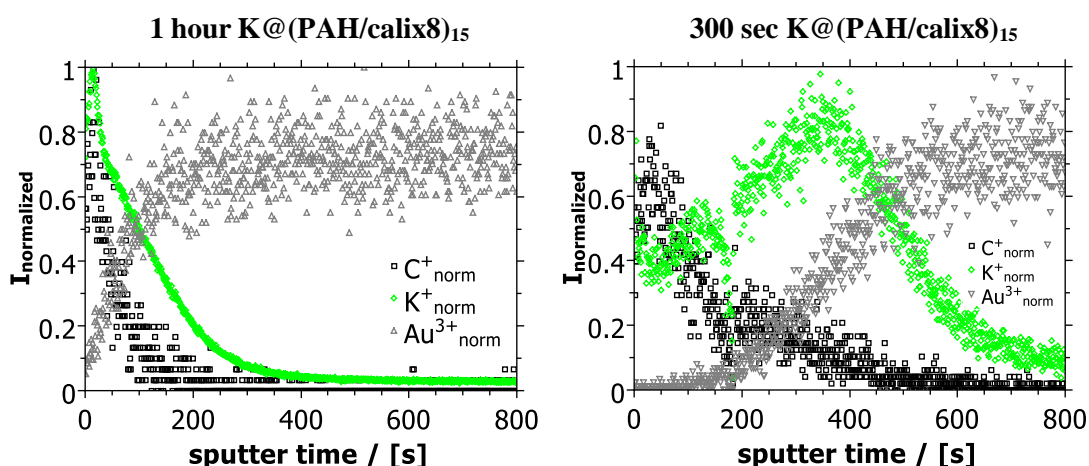 1 hour K@(PAH/calix8)15
300 sec K@(PAH/calix8)15
I normalized
1
0.8
0.6
0.4
0.2
0
0 200 400 600 800
sputter time / [s]
C+ norm
K+ norm
Au3+ norm
I normalized
1
0.8
0.6
0.4
0.2
0
0 200 400 600 800
sputter time / [s]
C+ norm
K+ norm
Au3+ norm